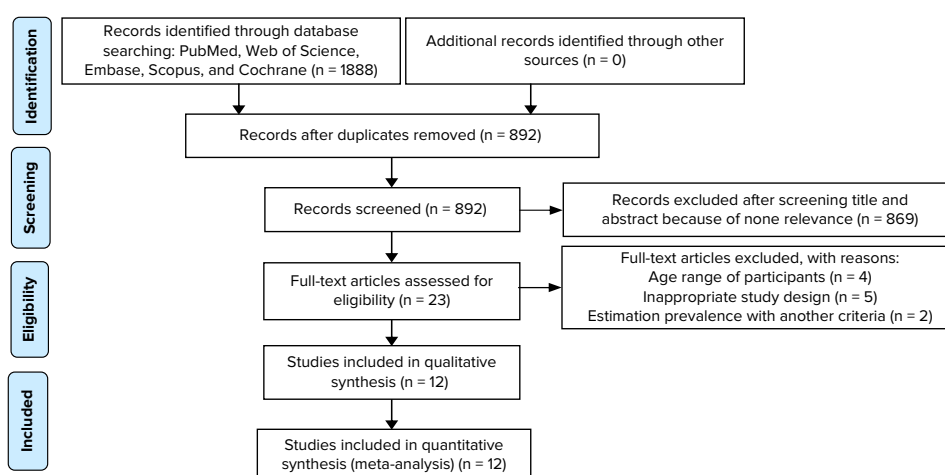 Identification
Records identified through database
searching: PubMed, Web of Science,
Embase, Scopus, and Cochrane (n = 1888)
Additional records identified through other
sources (n = 0)
Records after duplicates removed (n = 892)
Screening
Records screened (n = 892)
Records excluded after screening title and
abstract because of none relevance (n = 869)
Eligibility
Full-text articles assessed for
eligibility (n = 23)
Full-text articles excluded, with reasons:
Age range of participants (n = 4)
Inappropriate study design (n = 5)
Estimation prevalence with another criteria (n = 2)
Studies included in qualitative
synthesis (n = 12)
Included
Studies included in quantitative
synthesis (meta-analysis) (n = 12)